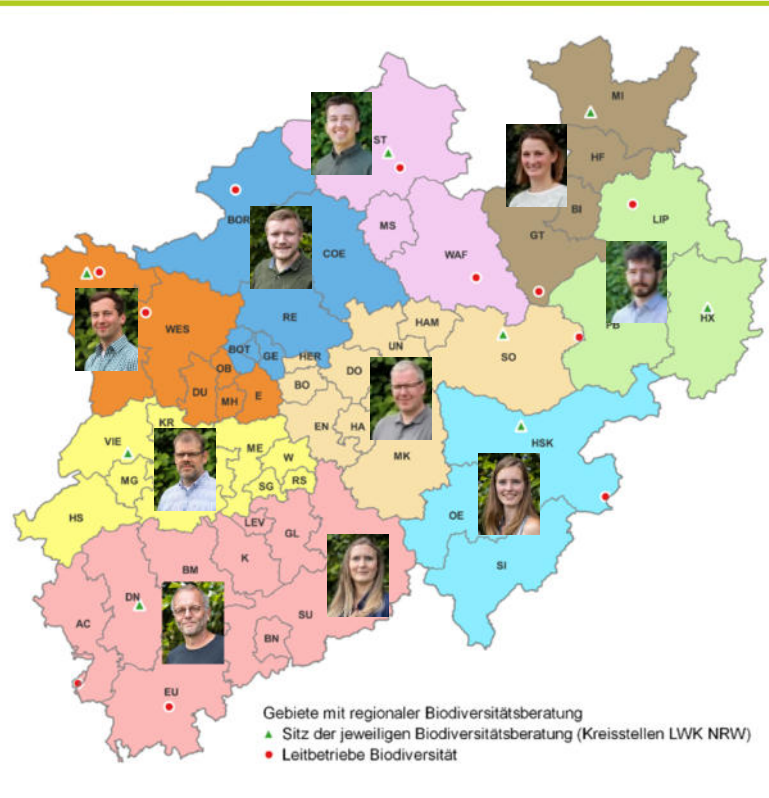 MI
ST
HF
BI
LIP
BOR
MS
GT
COE
WAF
HX
PB
RE
WES
HAM
UN
SO
BOT
GE
HER
OB
DO
DU
MH
E
BO
EN
HA
MK
KR
VIE
ME
W
MG
SG
RS
HSK
HS
OE
LEV
GL
K
SI
BM
DN
AC
SU
BN
EU
Gebiete mit regionaler Biodiversitätsberatung
Sitz der jeweiligen Biodiversitätsberatung (Kreisstellen LWK NRW)
Leitbetriebe Biodiversität